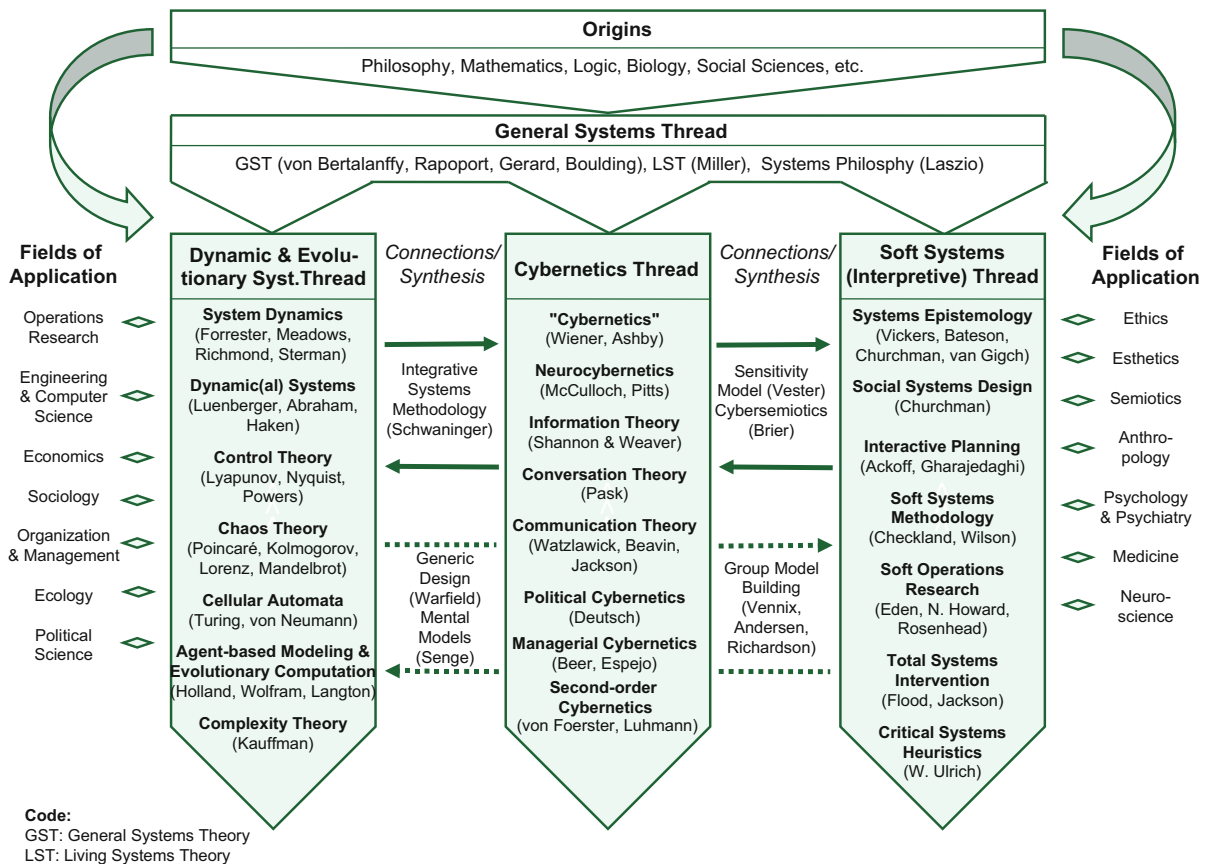 Origins
Philosophy, Mathematics, Logic, Biology, Social Sciences, etc.
General Systems Thread
GST (von Bertalanffy, Rapoport, Gerard, Boulding), LST (Miller), Systems Philosphy (Laszio)
Fields of
Application
Operations
Research
Engineering
& Computer
Science
Economics
Sociology
Organization
& Management
Ecology
Political
Science
Dynamic & Evolu-
tionary Syst.Thread
System Dynamics
(Forrester, Meadows,
Richmond, Sterman)
Dynamic(al) Systems
(Luenberger, Abraham,
Haken)
Control Theory
(Lyapunov, Nyquist,
Powers)
Chaos Theory
(Poincaré, Kolmogorov,
Lorenz, Mandelbrot)
Cellular Automata
(Turing, von Neumann)
Agent-based Modeling &
Evolutionary Computation
(Holland, Wolfram, Langton)
Complexity Theory
(Kauffman)
Connections/
Synthesis
Integrative
Systems
Methodology
(Schwaninger)
Generic
Design
(Warfield)
Mental
Models
(Senge)
Cybernetics Thread
"Cybernetics"
(Wiener, Ashby)
Neurocybernetics
(McCulloch, Pitts)
Information Theory
(Shannon & Weaver)
Conversation Theory
(Pask)
Communication Theory
(Watzlawick, Beavin,
Jackson)
Political Cybernetics
(Deutsch)
Managerial Cybernetics
(Beer, Espejo)
Second-order
Cybernetics
(von Foerster, Luhmann)
Connections/
Synthesis
Sensitivity
Model (Vester)
Cybersemiotics
(Brier)
Group Model
Building
(Vennix,
Andersen,
Richardson)
Soft Systems
(Interpretive) Thread
Systems Epistemology
(Vickers, Bateson,
Churchman, van Gigch)
Social Systems Design
(Churchman)
Interactive Planning
(Ackoff, Gharajedaghi)
Soft Systems
Methodology
(Checkland, Wilson)
Soft Operations
Research
(Eden, N. Howard,
Rosenhead)
Total Systems
Intervention
(Flood, Jackson)
Critical Systems
Heuristics
(W. Ulrich)
Fields of
Application
Ethics
Esthetics
Semiotics
Anthro-
pology
Psychology
& Psychiatry
Medicine
Neuro-
science
Code:
GST: General Systems Theory
LST: Living Systems Theory